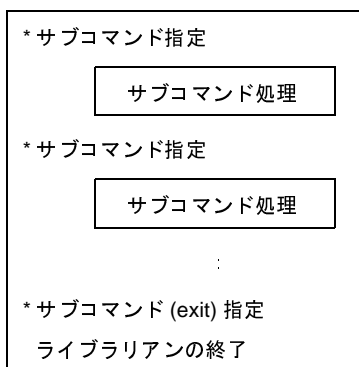 * サブコマンド指定
サブコマンド処理
* サブコマンド指定
サブコマンド処理
:
* サブコマンド (exit) 指定
ライブラリアンの終了